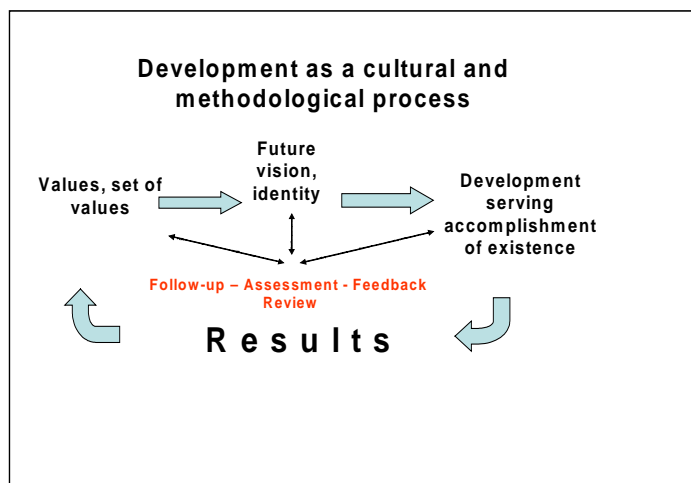 Development as a cultural and
methodological process
Values, set of
values
Future
vision,
identity
Development
serving
accomplishment
of existence
Follow-up – Assessment - Feedback
Review
Results